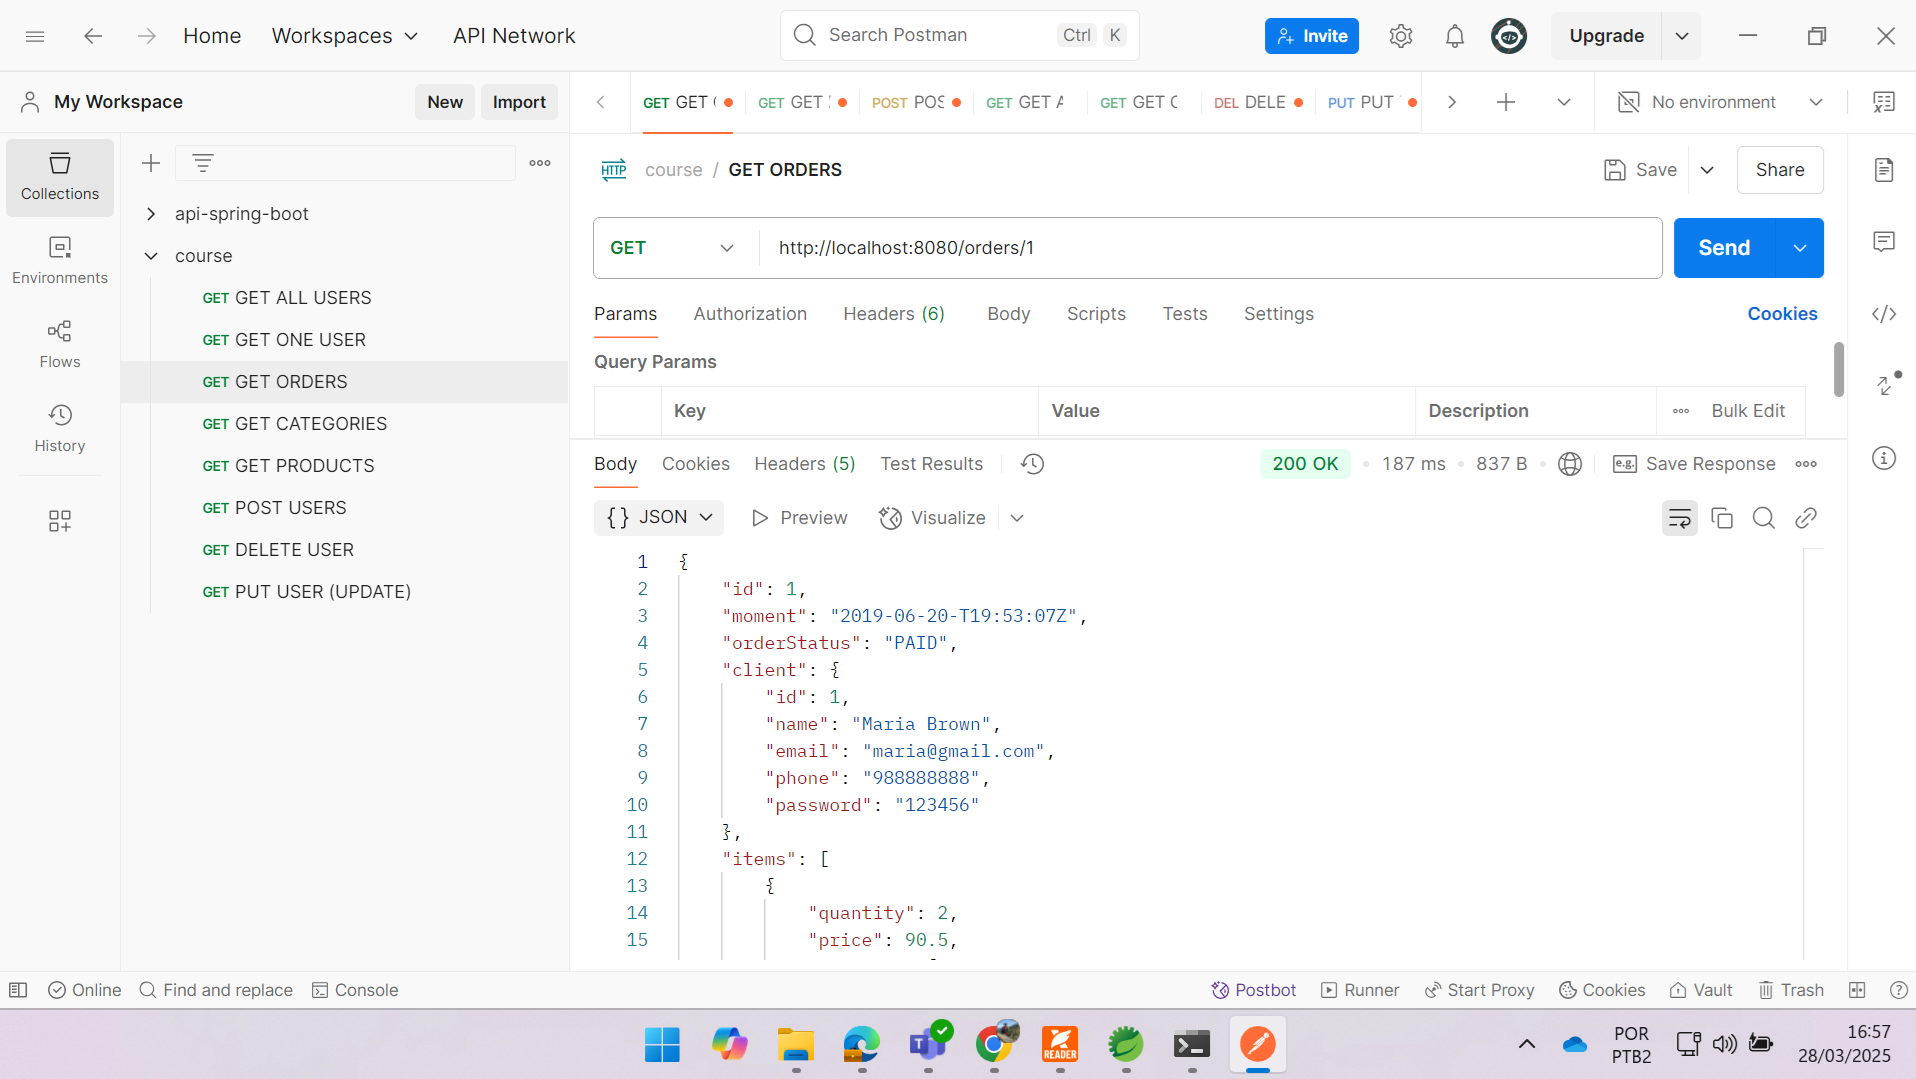 Home
Workspaces
API Network
Search Postman
Ctrl K
Invite
Upgrade
My Workspace
New
Import
GET GET
GET GET
POST POS
GET GET A
GET GET C
DEL DELE
PUT PUT
No environment
Collections
Environments
Flows
History
api-spring-boot
course
GET GET ALL USERS
GET GET ONE USER
GET GET ORDERS
GET GET CATEGORIES
GET GET PRODUCTS
GET POST USERS
GET DELETE USER
GET PUT USER (UPDATE)
HTTP course / GET ORDERS
Save
Share
GET http://localhost:8080/orders/1
Send
Params Authorization Headers (6) Body Scripts Tests Settings
Cookies
Query Params
Key Value Description Bulk Edit
Body Cookies Headers (5) Test Results
200 OK • 187 ms • 837 B •
e.g. Save Response
{} JSON Preview Visualize
1 {
2 "id": 1,
3 "moment": "2019-06-20-T19:53:07Z",
4 "orderStatus": "PAID",
5 "client": {
6 "id": 1,
7 "name": "Maria Brown",
8 "email": "maria@gmail.com",
9 "phone": "988888888",
10 "password": "123456"
11 },
12 "items": [
13 {
14 "quantity": 2,
15 "price": 90.5,
Online Find and replace Console
Postbot Runner Start Proxy Cookies Vault Trash
READER
POR
PTB2
16:57
28/03/2025